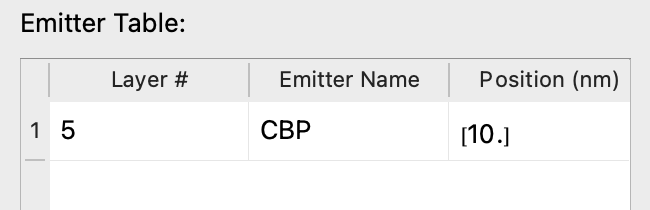 Emitter Table:
Layer # Emitter Name Position (nm)
1 5 CBP [10.]